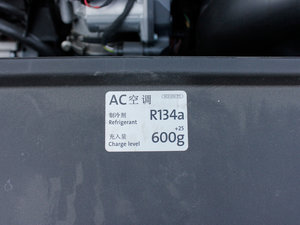 AC空调
制冷剂 R134a
Refrigerant
+25
充入量 600g
Charge level